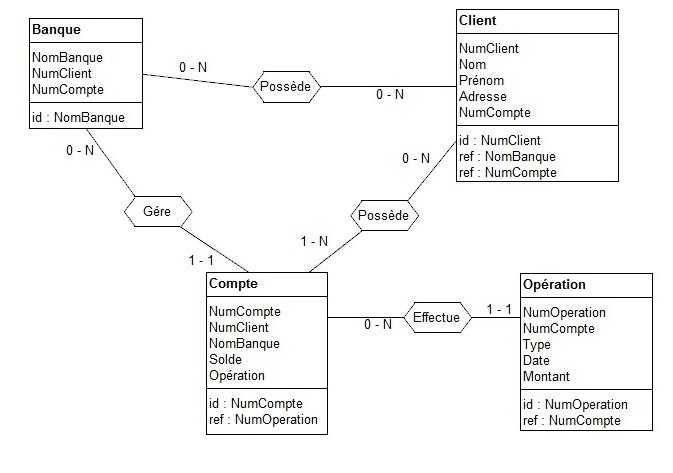 Banque
NomBanque
NumClient
NumCompte
id : NomBanque
0 - N
Possède
0 - N
Client
NumClient
Nom
Prénom
Adresse
NumCompte
id : NumClient
ref : NomBanque
ref : NumCompte
0 - N
Gére
1 - 1
0 - N
Possède
1 - N
Compte
NumCompte
NumClient
NomBanque
Solde
Opération
id : NumCompte
ref : NumOperation
0 - N
Effectue
1 - 1
Opération
NumOperation
NumCompte
Type
Date
Montant
id : NumOperation
ref : NumCompte